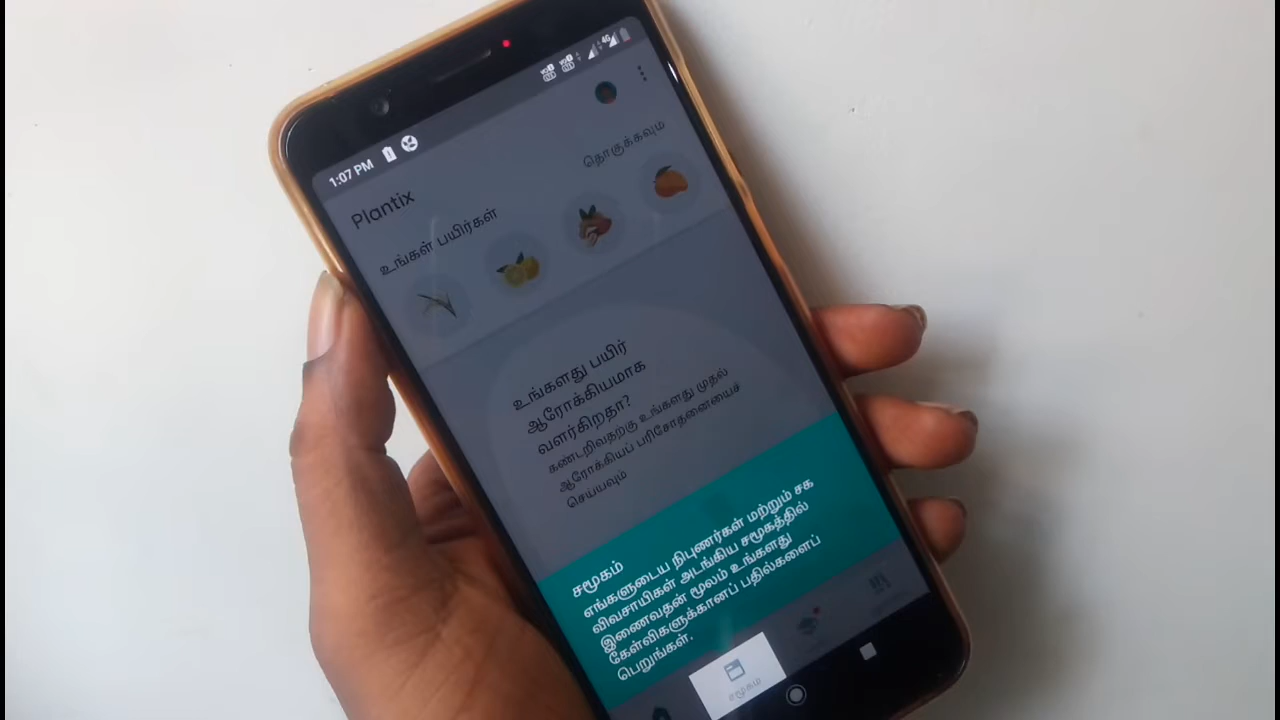 1:07 PM
4G
Plantix
உங்கள் பயிர்கள்
தொகுக்கவும்
உங்களது பயிர்
ஆரோக்கியமாக
வளர்கிறதா?
கண்டறிவதற்கு உங்களது முதல்
ஆரோக்கியப் பரிசோதனையைச்
செய்யவும்
சமூகம்
எங்களுடைய நிபுணர்கள் மற்றும் சக
விவசாயிகள் அடங்கிய சமூகத்தில்
இணைவதன் மூலம் உங்களது
கேள்விகளுக்கானப் பதில்களைப்
பெறுங்கள்.
சமூகம்